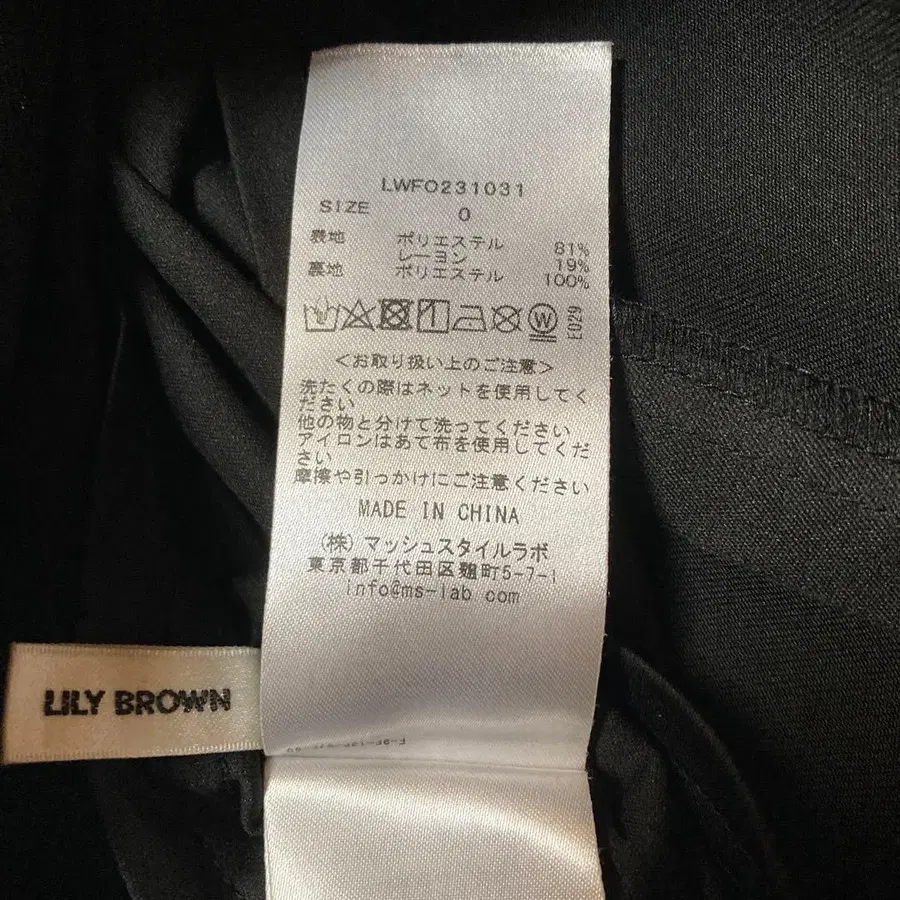 LWFO231031
SIZE 0
表地 ポリエステル 81%
レーヨン 19%
裏地 ポリエステル 100%
W E029
<お取り扱い上のご注意>
洗たくの際はネットを使用してく
ださい
他の物と分けて洗ってください
アイロンはあて布を使用してくだ
さい
摩擦や引っかけにご注意ください
MADE IN CHINA
(株)マッシュスタイルラボ
東京都千代田区麹町5-7-1
info@ms-lab com
LILY BROWN